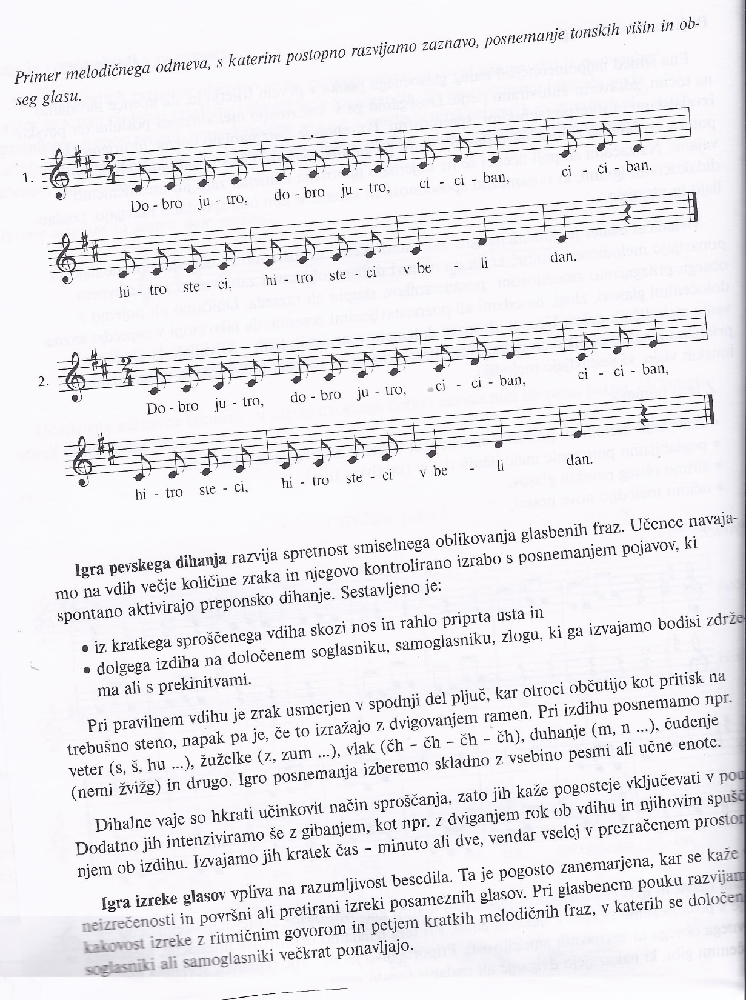 Primer melodičnega odmeva, s katerim postopno razvijamo zaznavo, posnemanje tonskih višin in ob-
seg glasu.
1.
2
4
Do - bro ju - tro, do - bro ju - tro, ci - ci - ban, ci - ci - ban,
hi - tro ste - ci, hi - tro ste - ci v be - li dan.
2.
2
4
Do - bro ju - tro, do - bro ju - tro, ci - ci - ban, ci - ci - ban,
hi - tro ste - ci, hi - tro ste - ci v be - li dan.
Igra pevskega dihanja razvija spretnost smiselnega oblikovanja glasbenih fraz. Učence navaja-
mo na vdih večje količine zraka in njegovo kontrolirano izrabo s posnemanjem pojavov, ki
spontano aktivirajo preponsko dihanje. Sestavljeno je:
• iz kratkega sproščenega vdiha skozi nos in rahlo priprta usta in
• dolgega izdiha na določenem soglasniku, samoglasniku, zlogu, ki ga izvajamo bodisi zdrže-
ma ali s prekinitvami.
Pri pravilnem vdihu je zrak usmerjen v spodnji del pljuč, kar otroci občutijo kot pritisk na
trebušno steno, napak pa je, če to izražajo z dvigovanjem ramen. Pri izdihu posnemamo npr.
veter (s, š, hu ...), žuželke (z, zum ...), vlak (čh – čh – čh – čh), duhanje (m, n ...), čudenje
(nemi žvižg) in drugo. Igro posnemanja izberemo skladno z vsebino pesmi ali učne enote.
Dihalne vaje so hkrati učinkovit način sproščanja, zato jih kaže pogosteje vključevati v pou
Dodatno jih intenziviramo še z gibanjem, kot npr. z dviganjem rok ob vdihu in njihovim spušč
njem ob izdihu. Izvajamo jih kratek čas – minuto ali dve, vendar vselej v prezračenem prostor
Igra izreke glasov vpliva na razumljivost besedila. Ta je pogosto zanemarjena, kar se kaže
neizrečenosti in površni ali pretirani izreki posameznih glasov. Pri glasbenem pouku razvijam
kakovost izreke z ritmičnim govorom in petjem kratkih melodičnih fraz, v katerih se določen
soglasniki ali samoglasniki večkrat ponavljajo.